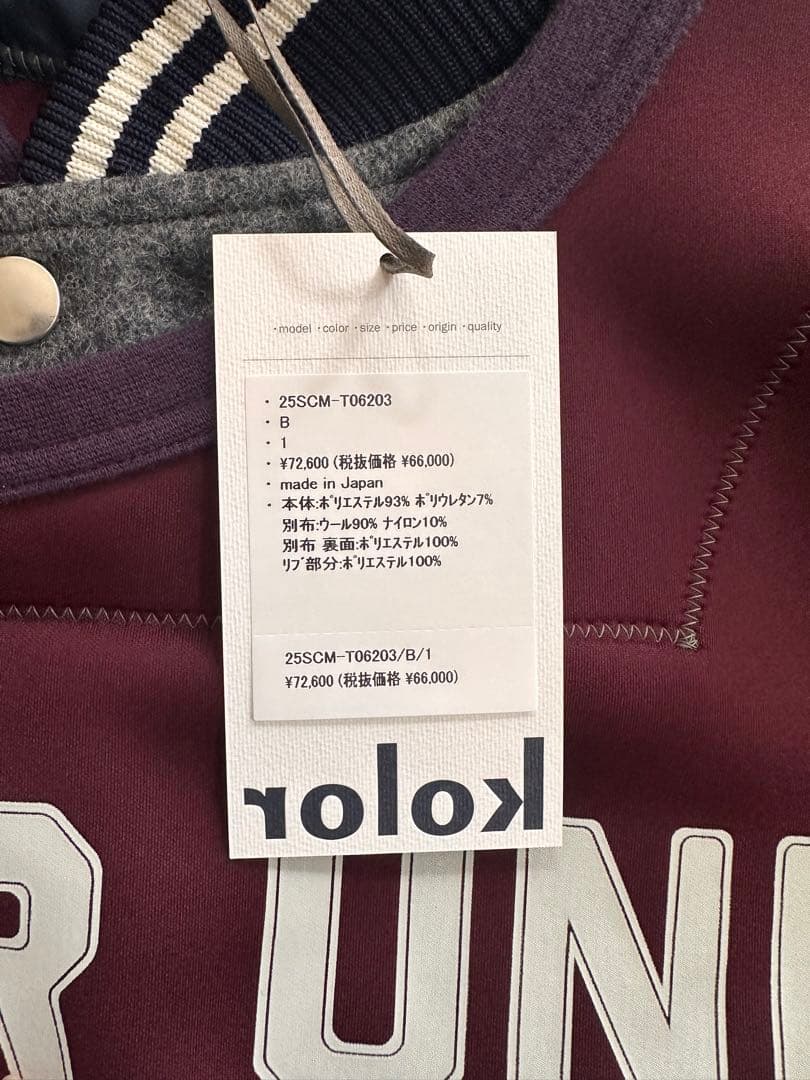 ・model ・color ・size ・price ・origin ・quality
・ 25SCM-T06203
・ B
・ 1
・ ¥72,600 (税抜価格 ¥66,000)
・ made in Japan
・ 本体:ﾎﾟﾘｴｽﾃﾙ93% ﾎﾟﾘｳﾚﾀﾝ7%
別布:ウール90% ナイロン10%
別布 裏面:ﾎﾟﾘｴｽﾃﾙ100%
ﾘﾌﾞ部分:ﾎﾟﾘｴｽﾃﾙ100%
25SCM-T06203/B/1
¥72,600 (税抜価格 ¥66,000)
kolor
R UNI